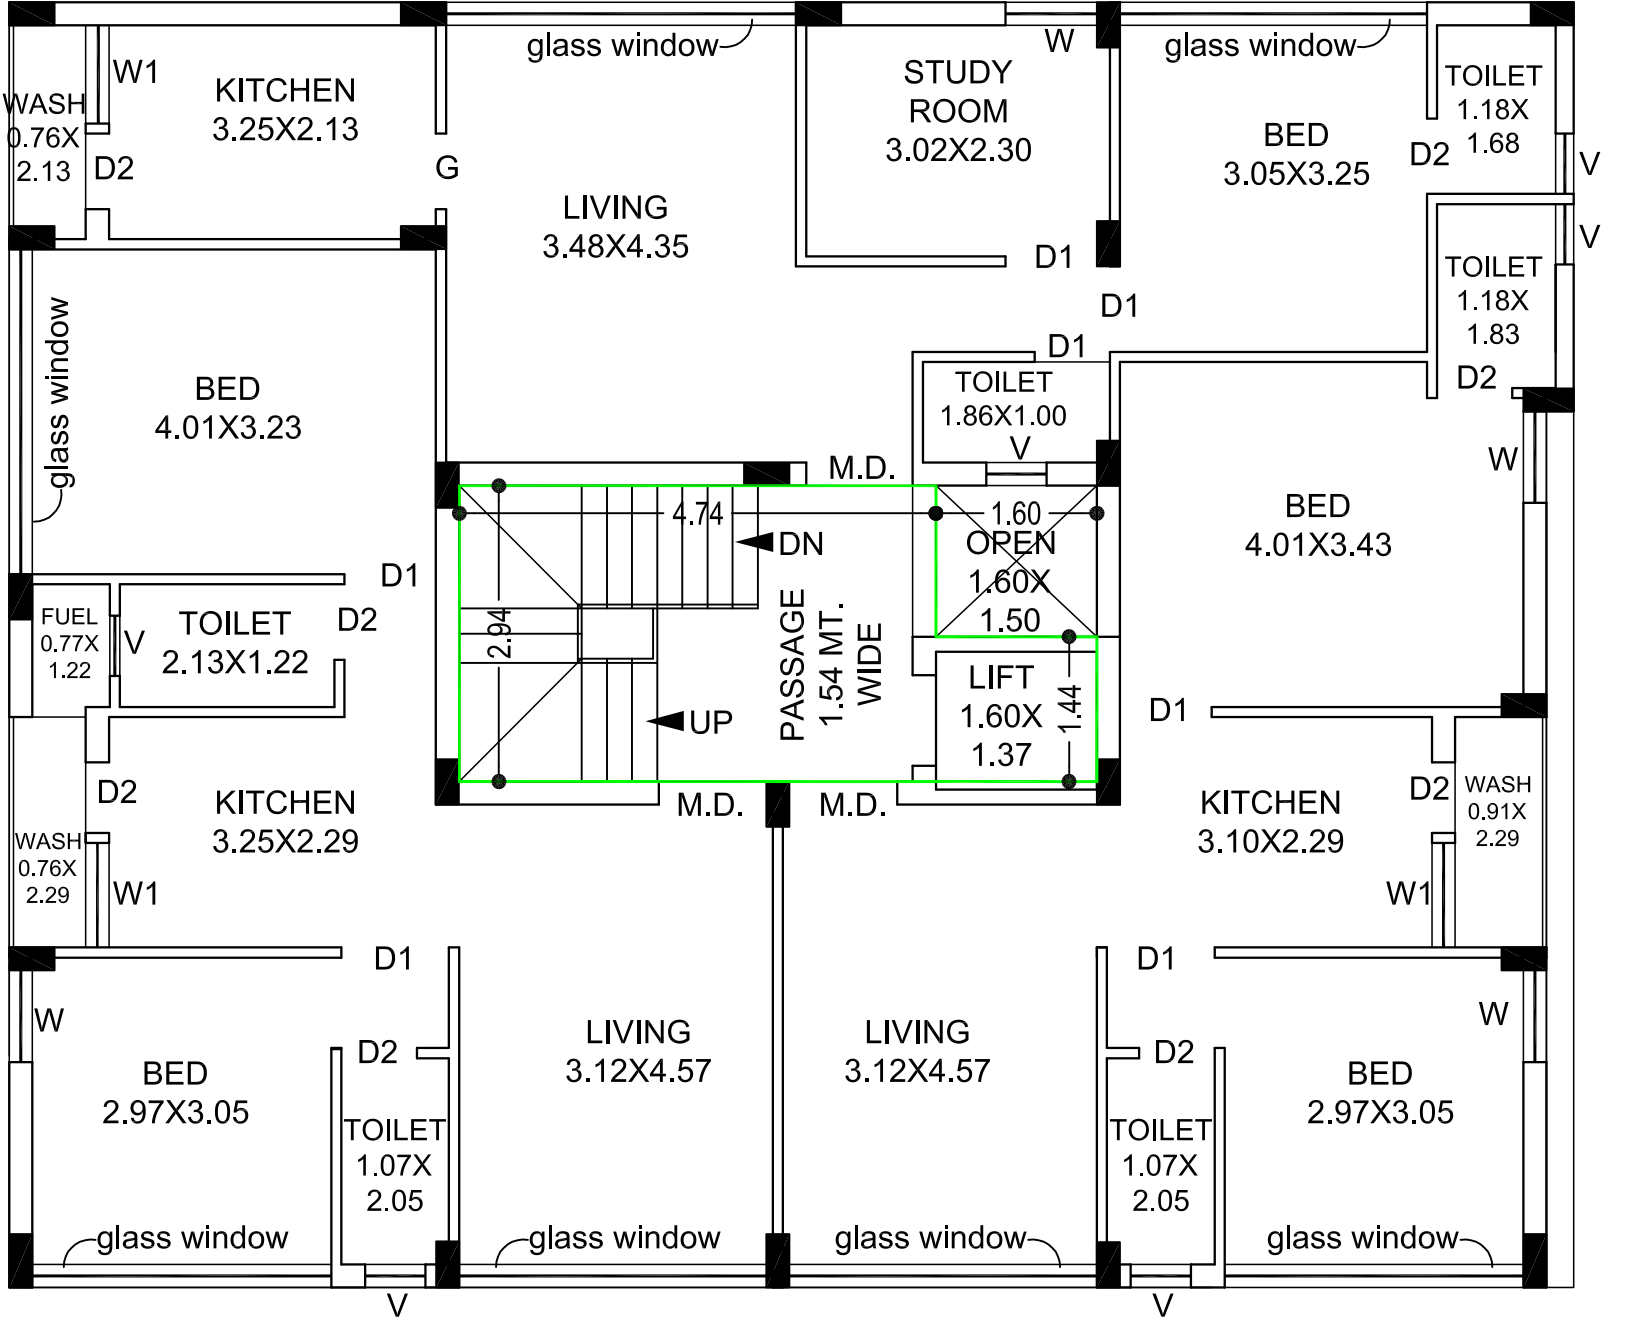 glass window
W
glass window
WASH
0.76X
2.13
W1
KITCHEN
3.25X2.13
D2
G
LIVING
3.48X4.35
STUDY
ROOM
3.02X2.30
D1
BED
3.05X3.25
D1
TOILET
1.18X
1.68
D2
V
V
TOILET
1.18X
1.83
D2
glass window
BED
4.01X3.23
D1
D1
TOILET
1.86X1.00
V
M.D.
W
BED
4.01X3.43
D1
4.74
1.60
DN
OPEN
1.60X
1.50
2.94
PASSAGE
1.54 MT.
WIDE
UP
LIFT
1.60X
1.37
1.44
FUEL
0.77X
1.22
V
TOILET
2.13X1.22
D2
D2
KITCHEN
3.25X2.29
WASH
0.76X
2.29
W1
M.D.
M.D.
KITCHEN
3.10X2.29
D2
WASH
0.91X
2.29
W1
D1
D1
W
BED
2.97X3.05
D2
TOILET
1.07X
2.05
LIVING
3.12X4.57
LIVING
3.12X4.57
D2
TOILET
1.07X
2.05
W
BED
2.97X3.05
glass window
glass window
glass window
glass window
V
V